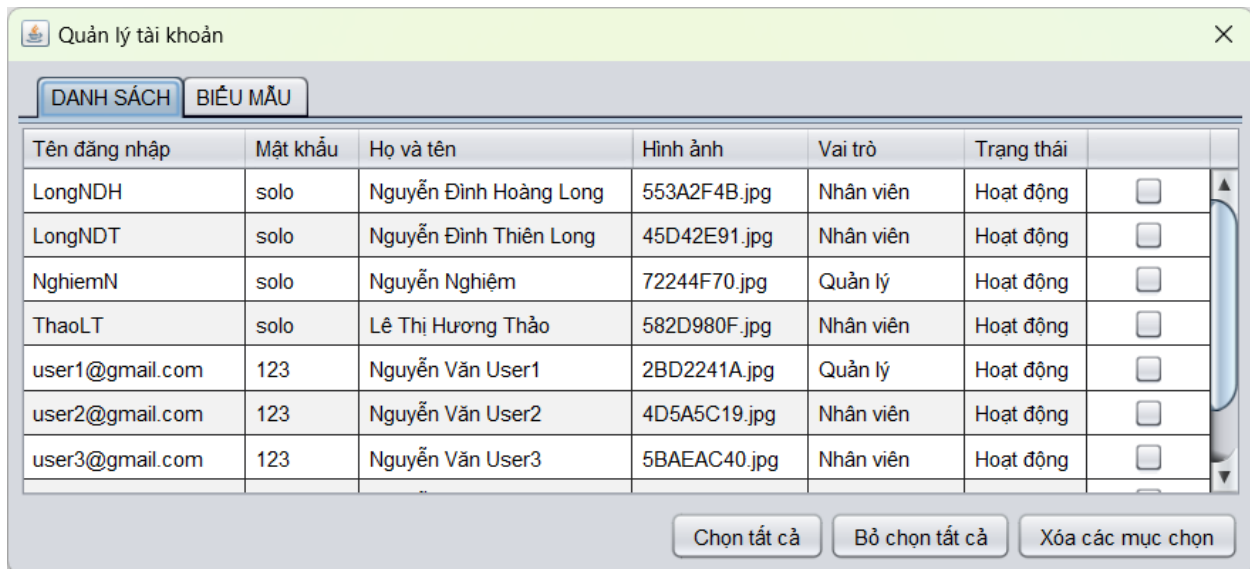 Quản lý tài khoản
DANH SÁCH BIỂU MẪU
Tên đăng nhập Mật khẩu Họ và tên Hình ảnh Vai trò Trạng thái
LongNDH solo Nguyễn Đình Hoàng Long 553A2F4B.jpg Nhân viên Hoạt động
LongNDT solo Nguyễn Đình Thiên Long 45D42E91.jpg Nhân viên Hoạt động
NghiemN solo Nguyễn Nghiệm 72244F70.jpg Quản lý Hoạt động
ThaoLT solo Lê Thị Hương Thảo 582D980F.jpg Nhân viên Hoạt động
user1@gmail.com 123 Nguyễn Văn User1 2BD2241A.jpg Quản lý Hoạt động
user2@gmail.com 123 Nguyễn Văn User2 4D5A5C19.jpg Nhân viên Hoạt động
user3@gmail.com 123 Nguyễn Văn User3 5BAEAC40.jpg Nhân viên Hoạt động
Chọn tất cả Bỏ chọn tất cả Xóa các mục chọn